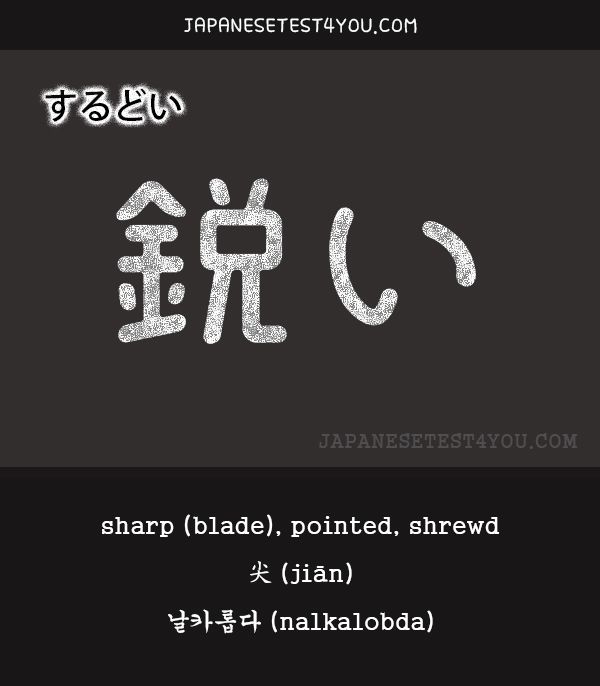 JAPANESETEST4YOU.COM
するどい
鋭い
JAPANESETEST4YOU.COM
sharp (blade), pointed, shrewd
尖 (jiān)
날카롭다 (nalkalobda)